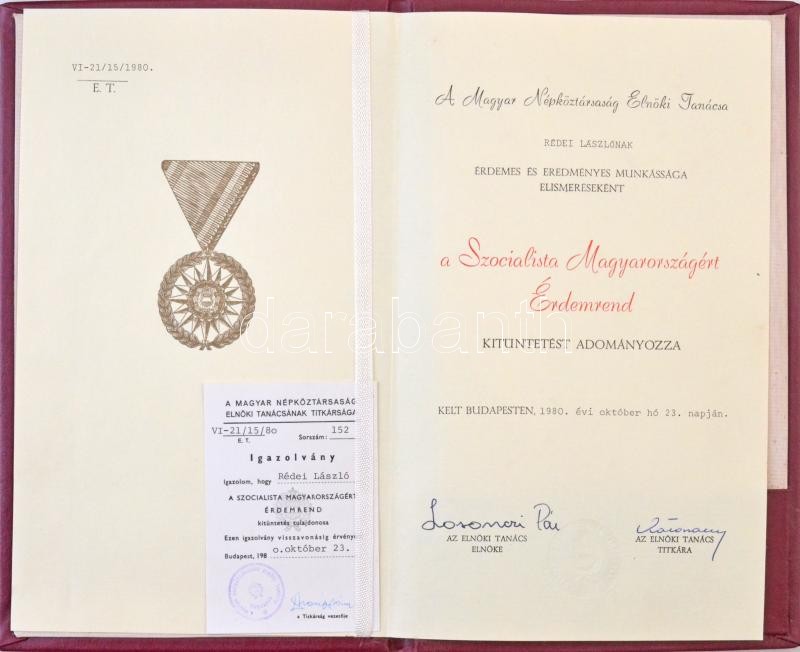 VI-21/15/1980.
E. T.
A MAGYAR NÉPKÖZTÁRSASÁG
ELNÖKI TANÁCSÁNAK TITKÁRSÁGA
VI-21/15/80
E. T.
Sorszám: 152
Igazolvány
Igazolom, hogy Rédei László
A SZOCIALISTA MAGYARORSZÁGÉRT
ÉRDEMREND
kitüntetés tulajdonosa
Ezen igazolvány visszavonásig érvény
Budapest, 198 0.október 23.
a Titkárság vezetője
A Magyar Népköztársaság Elnöki Tanácsa
RÉDEI LÁSZLÓNAK
ÉRDEMES ÉS EREDMÉNYES MUNKÁSSÁGA
ELISMERÉSEKÉNT
a Szocialista Magyarországért
Érdemrend
KITÜNTETÉST ADOMÁNYOZZA
KELT BUDAPESTEN, 1980. évi október hó 23. napján.
Losonczi Pál
AZ ELNÖKI TANÁCS
ELNÖKE
AZ ELNÖKI TANÁCS
TITKÁRA
darabanth